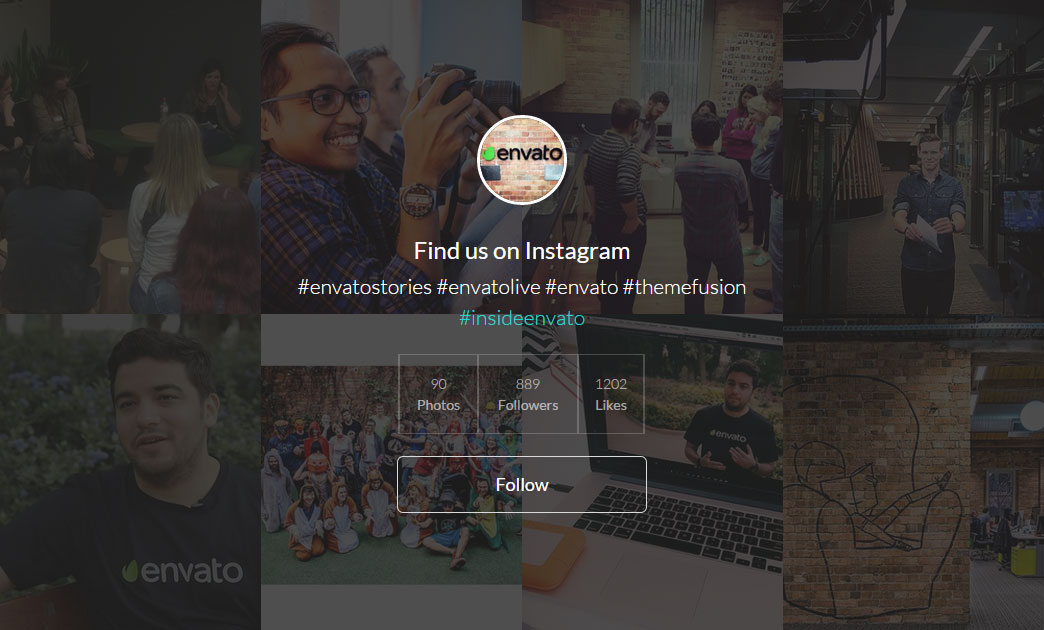 envato
Find us on Instagram
#envatostories #envatolive #envato #themefusion
#insideenvato
90 889 1202
Photos Followers Likes
envato
Follow
envato